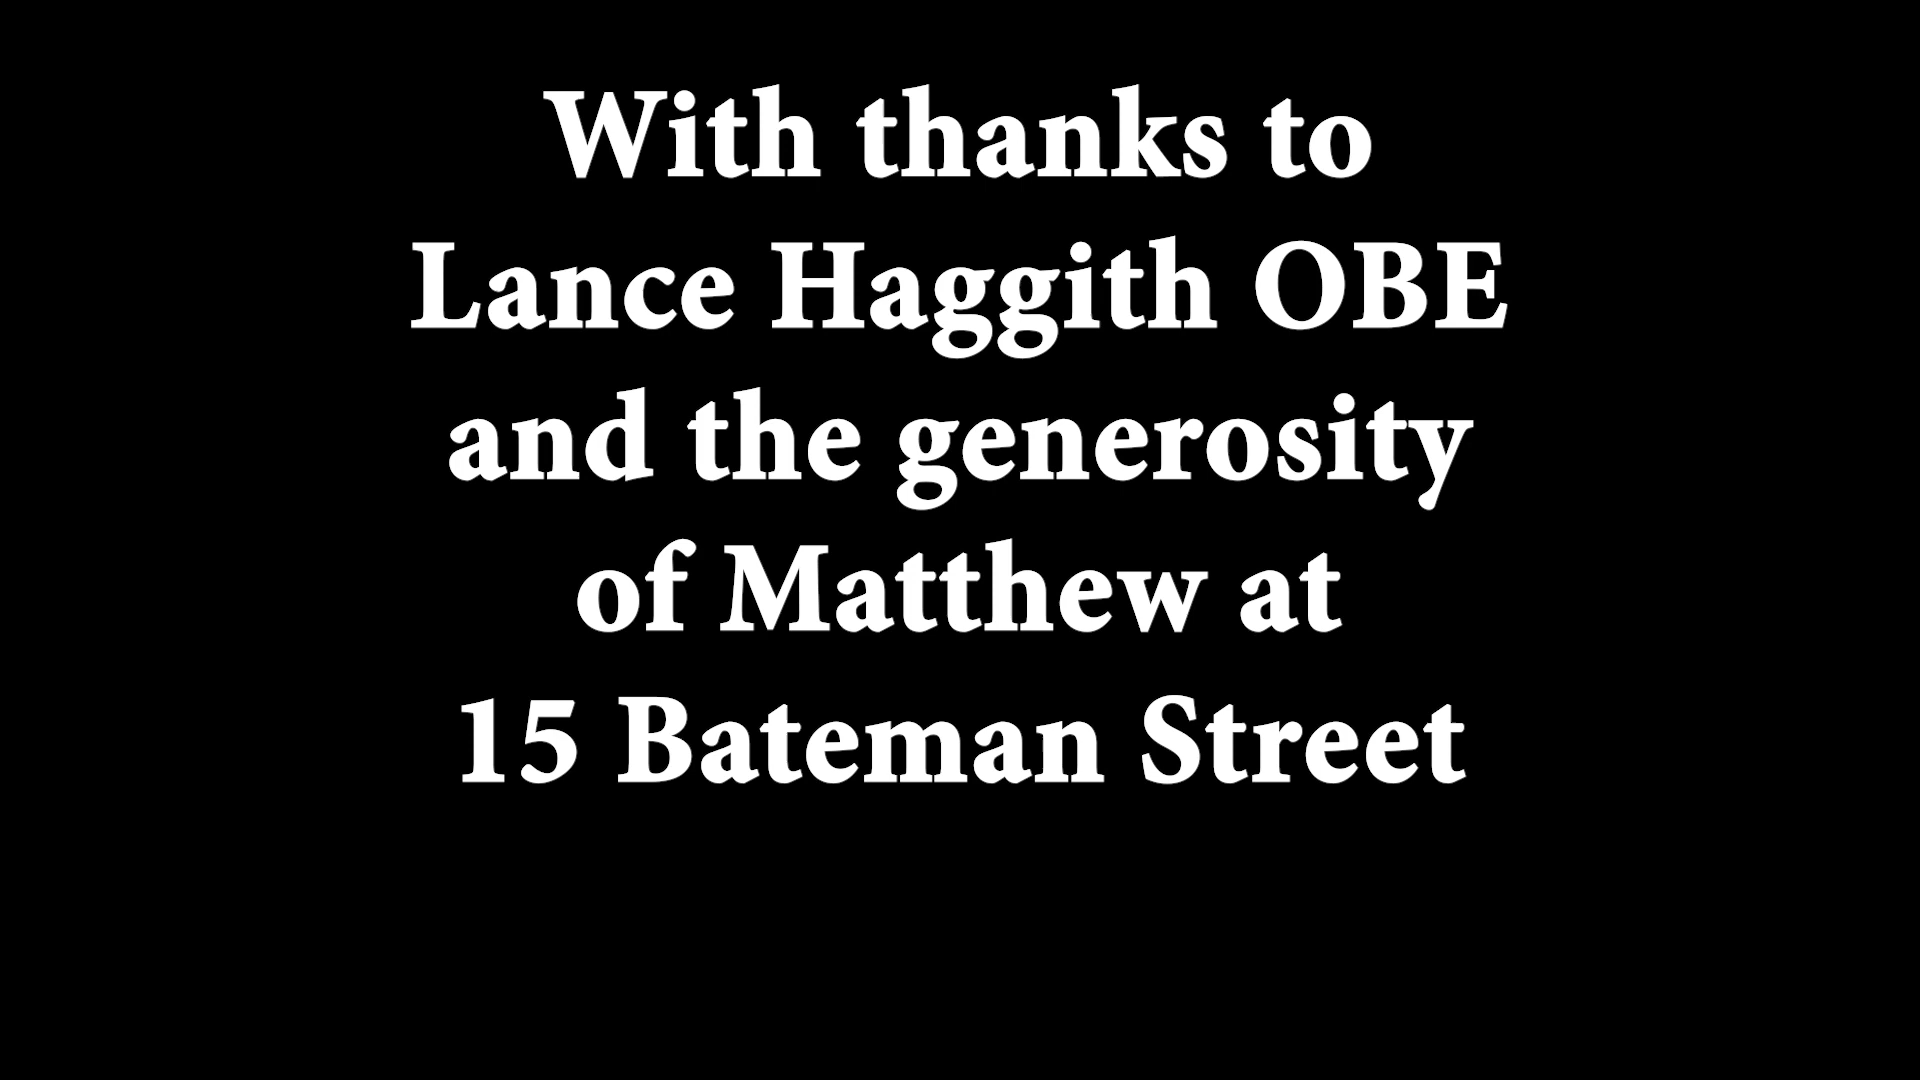 With thanks to
Lance Haggith OBE
and the generosity
of Matthew at
15 Bateman Street